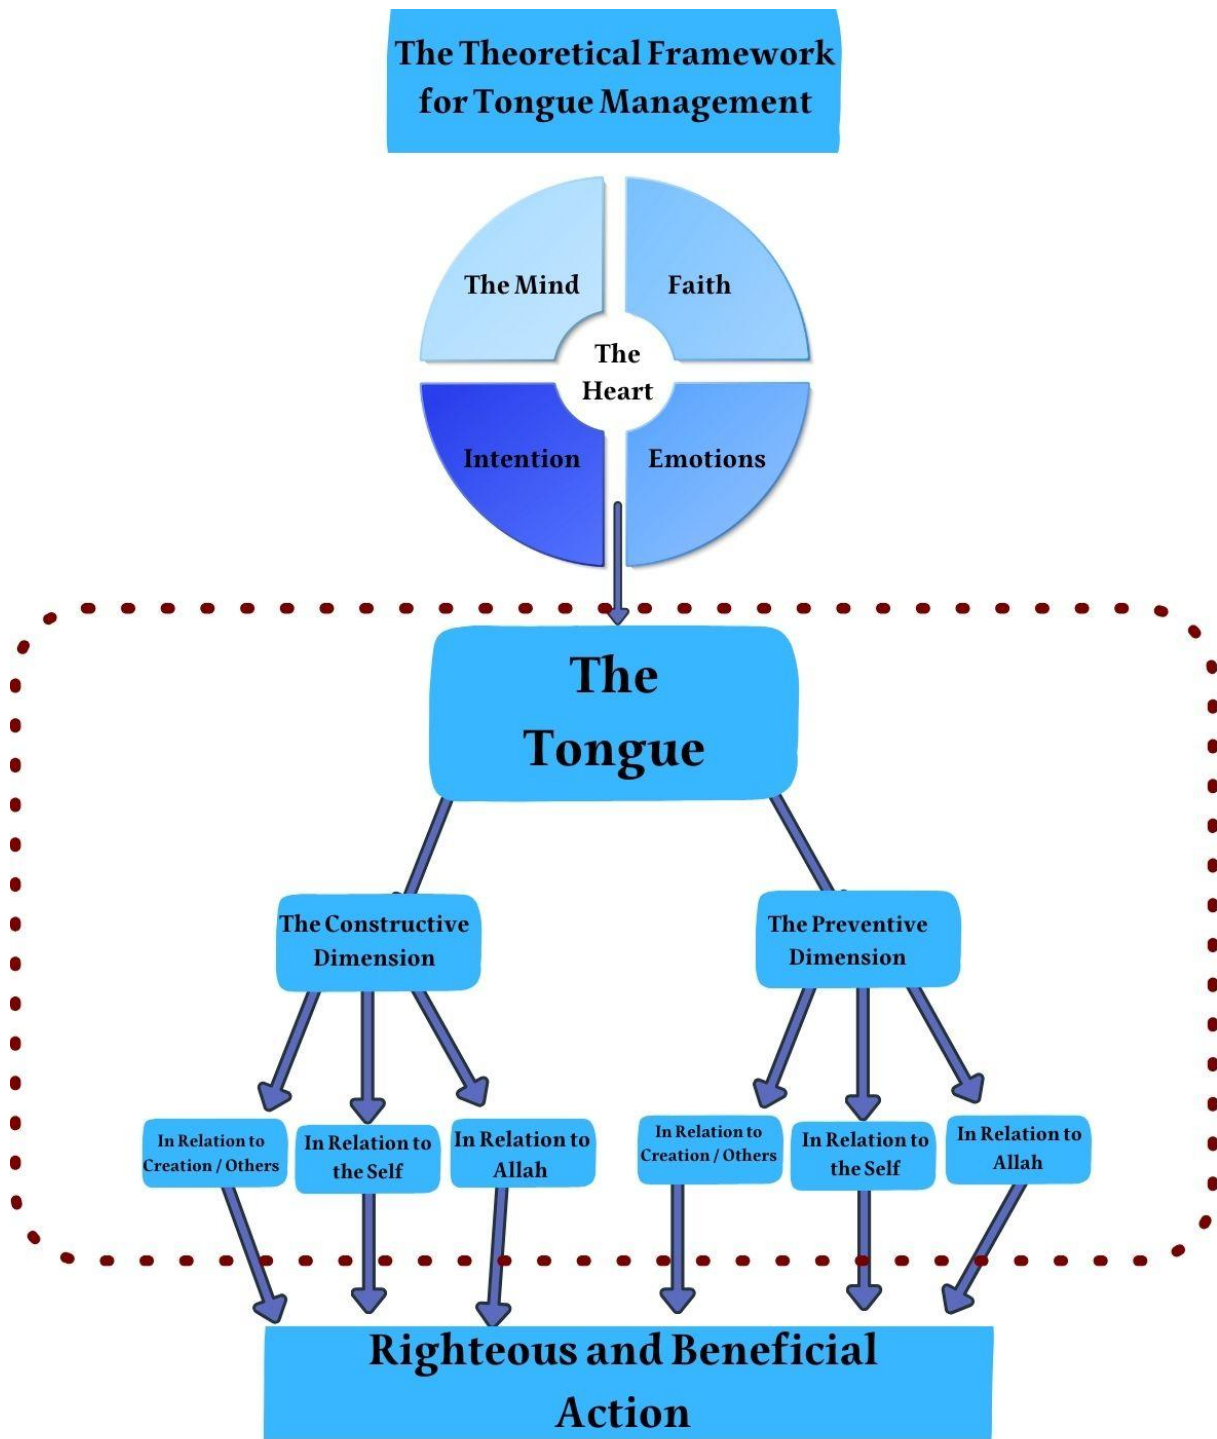 The Theoretical Framework
for Tongue Management
The Mind
Faith
The
Heart
Intention
Emotions
The
Tongue
The Constructive
Dimension
The Preventive
Dimension
In Relation to
Creation / Others
In Relation to
the Self
In Relation to
Allah
In Relation to
Creation / Others
In Relation to
the Self
In Relation to
Allah
Righteous and Beneficial
Action